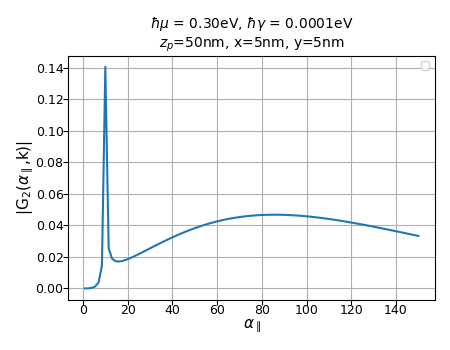 ħμ = 0.30eV, ħγ = 0.0001eV
z_p=50nm, x=5nm, y=5nm
|G₂(α_∥,k)|
0.14
0.12
0.10
0.08
0.06
0.04
0.02
0.00
0 20 40 60 80 100 120 140
α_∥